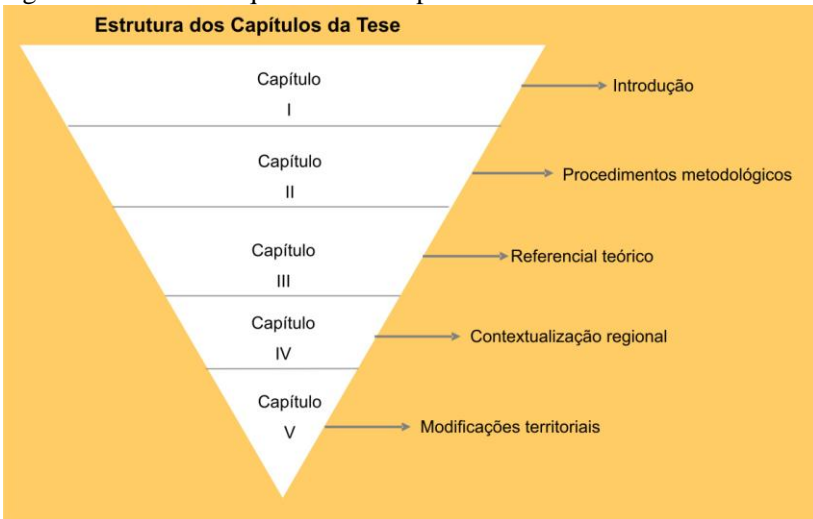 Estrutura dos Capítulos da Tese
Capítulo
I
Introdução
Capítulo
II
Procedimentos metodológicos
Capítulo
III
Referencial teórico
Capítulo
IV
Contextualização regional
Capítulo
V
Modificações territoriais